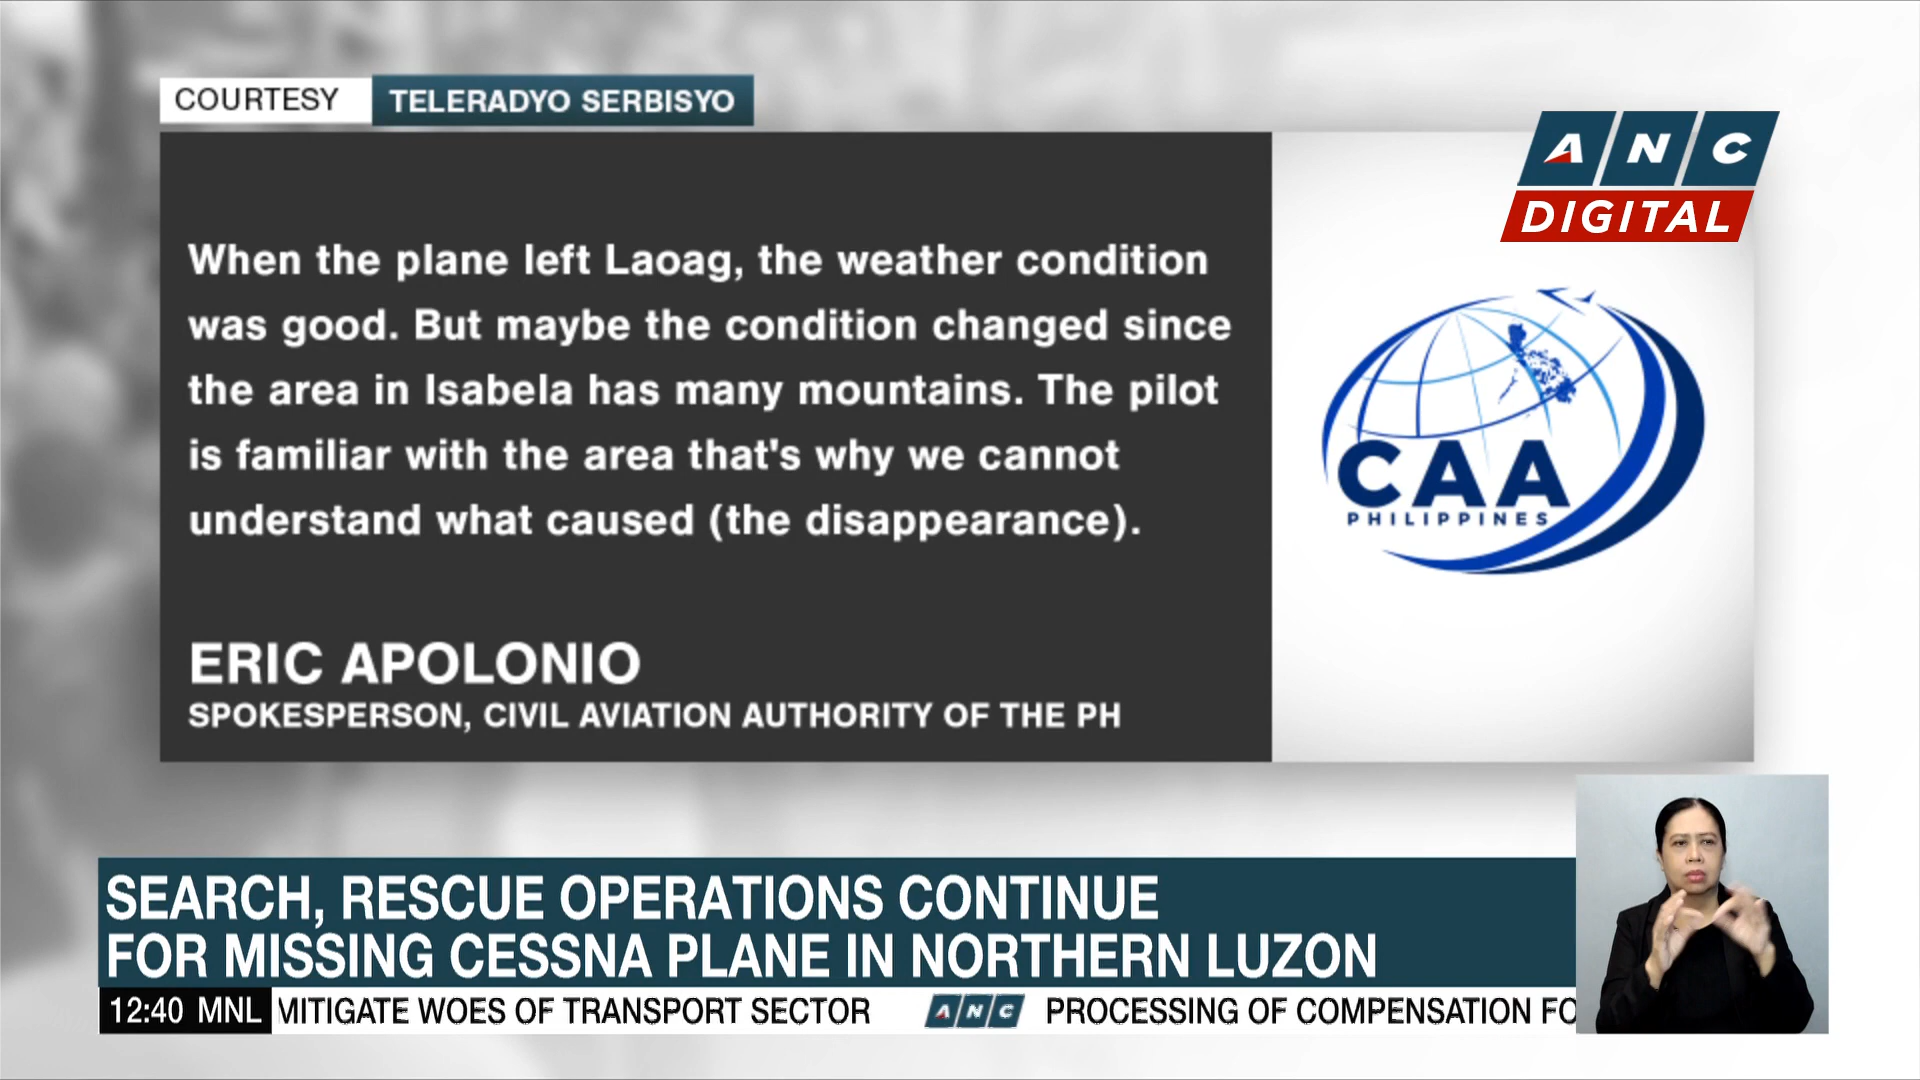 COURTESY TELERADYO SERBISYO
ANC
DIGITAL
When the plane left Laoag, the weather condition
was good. But maybe the condition changed since
the area in Isabela has many mountains. The pilot
is familiar with the area that's why we cannot
understand what caused (the disappearance).
ERIC APOLONIO
SPOKESPERSON, CIVIL AVIATION AUTHORITY OF THE PH
CAA
PHILIPPINES
SEARCH, RESCUE OPERATIONS CONTINUE
FOR MISSING CESSNA PLANE IN NORTHERN LUZON
12:40 MNL MITIGATE WOES OF TRANSPORT SECTOR ANC PROCESSING OF COMPENSATION FO